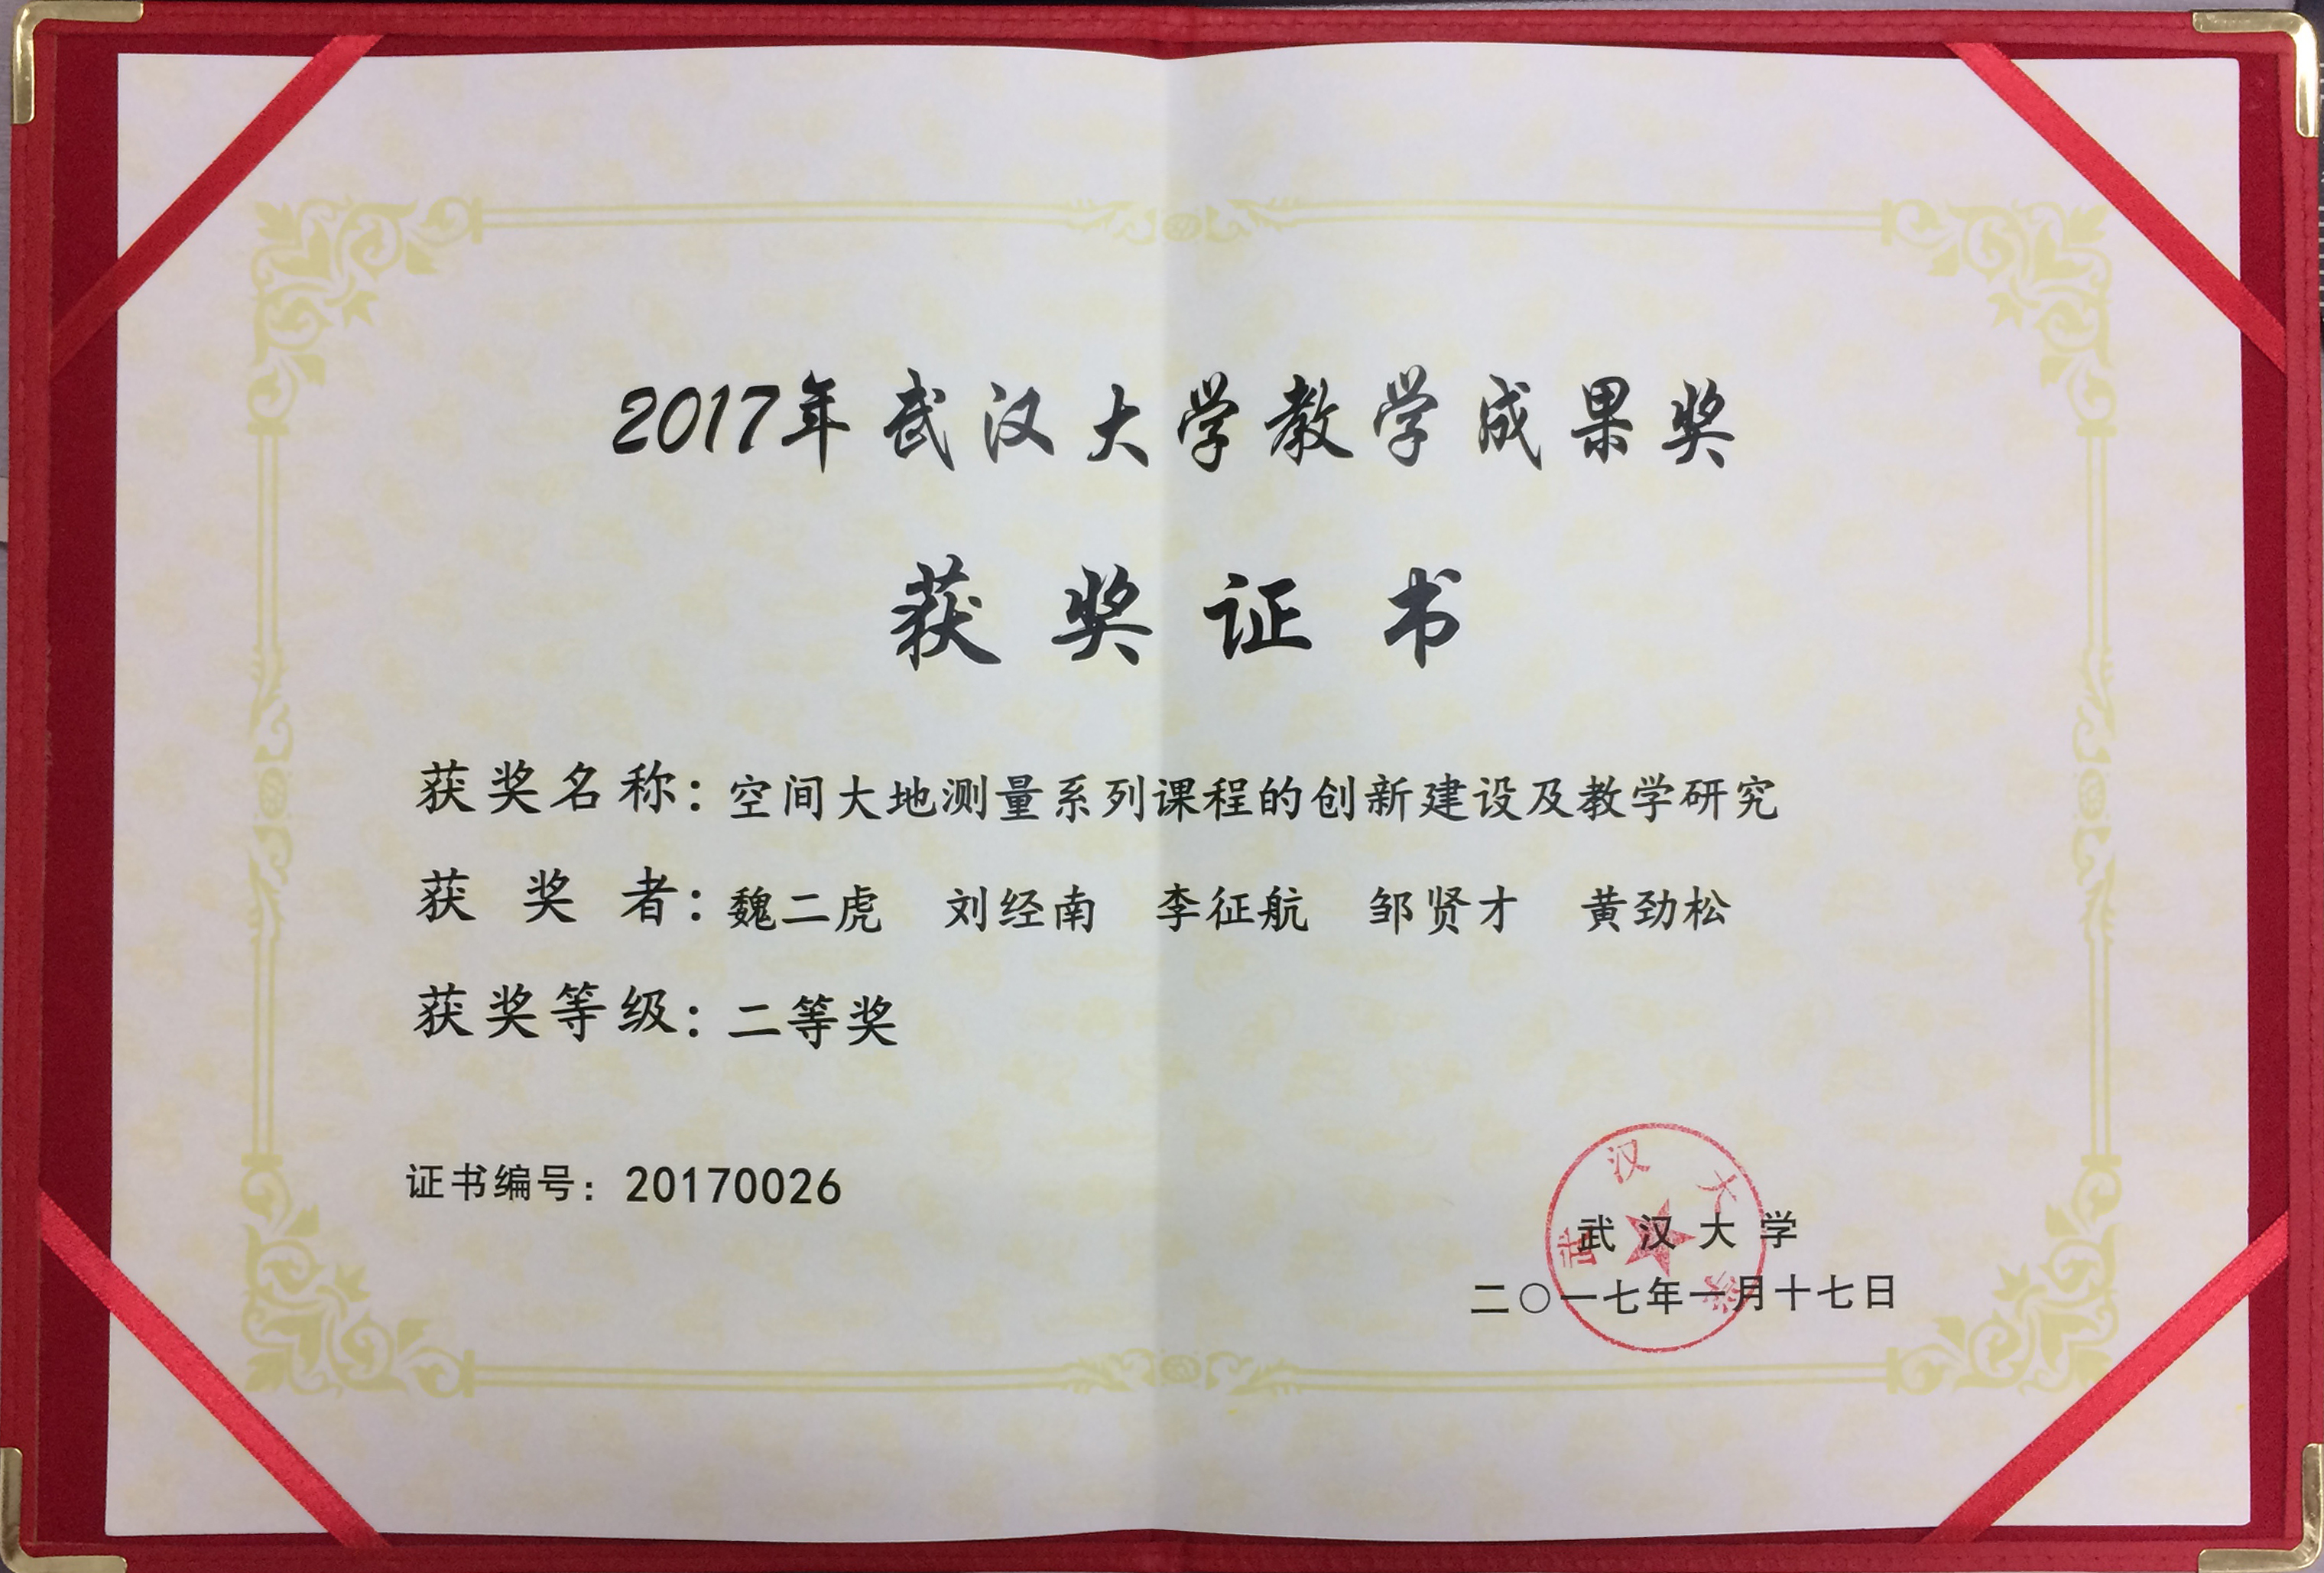 2017年武汉大学教学成果奖
获奖证书
获奖名称：空间大地测量系列课程的创新建设及教学研究
获奖者：魏二虎 刘经南 李征航 邹贤才 黄劲松
获奖等级：二等奖
证书编号：20170026
武汉大学
武汉大学
二〇一七年一月十七日